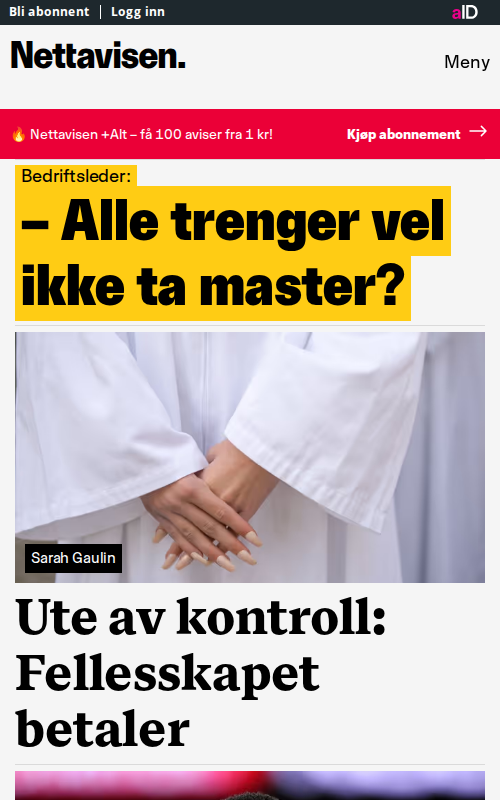 Bli abonnent | Logg inn
aID
Nettavisen.
Meny
🔥 Nettavisen +Alt – få 100 aviser fra 1 kr!
Kjøp abonnement →
Bedriftsleder:
– Alle trenger vel
ikke ta master?
Sarah Gaulin
Ute av kontroll:
Fellesskapet
betaler